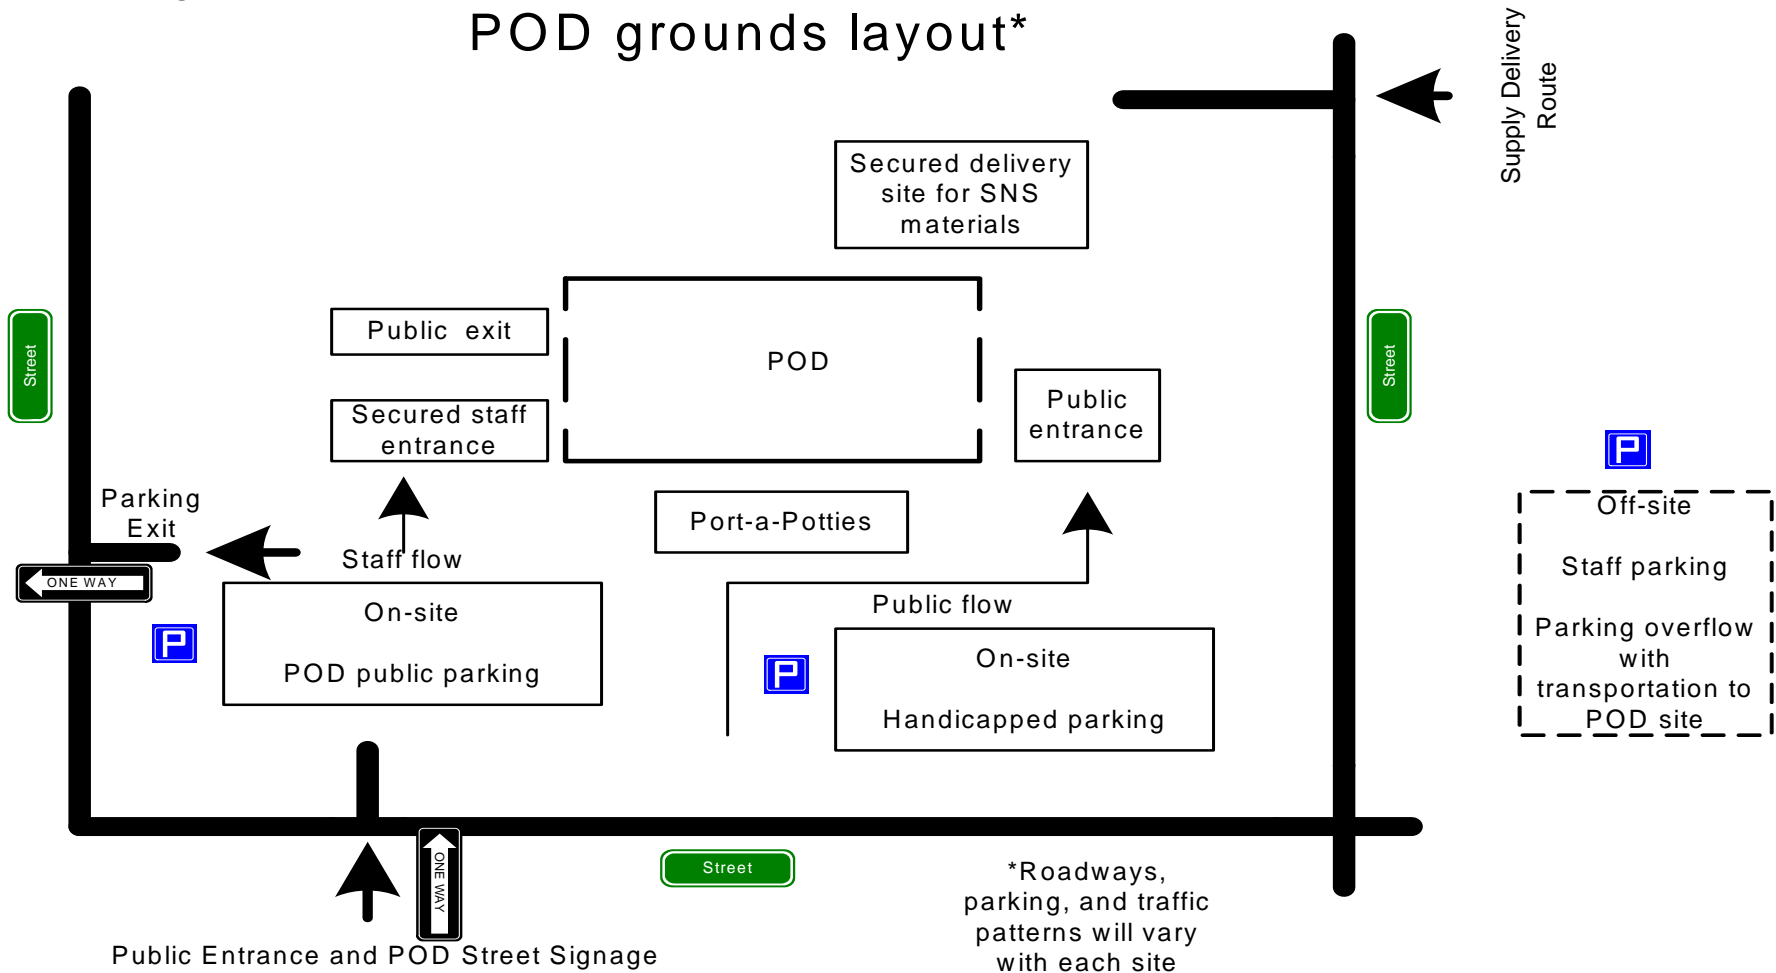 POD grounds layout*
Supply Delivery
Route
Secured delivery
site for SNS
materials
Public exit
POD
Street
Street
Secured staff
entrance
Public
entrance
P
Parking
Exit
Port-a-Potties
Off-site
Staff flow
Staff parking
ONE WAY
On-site
Public flow
Parking overflow
with
transportation to
POD site
P
POD public parking
P
On-site
Handicapped parking
ONE WAY
Street
*Roadways,
parking, and traffic
patterns will vary
with each site
Public Entrance and POD Street Signage